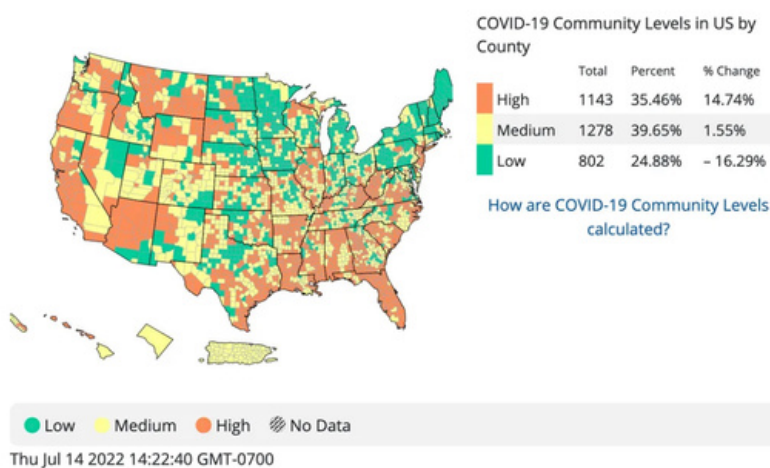 COVID-19 Community Levels in US by
County
Total Percent % Change
High 1143 35.46% 14.74%
Medium 1278 39.65% 1.55%
Low 802 24.88% – 16.29%
How are COVID-19 Community Levels
calculated?
Low Medium High No Data
Thu Jul 14 2022 14:22:40 GMT-0700